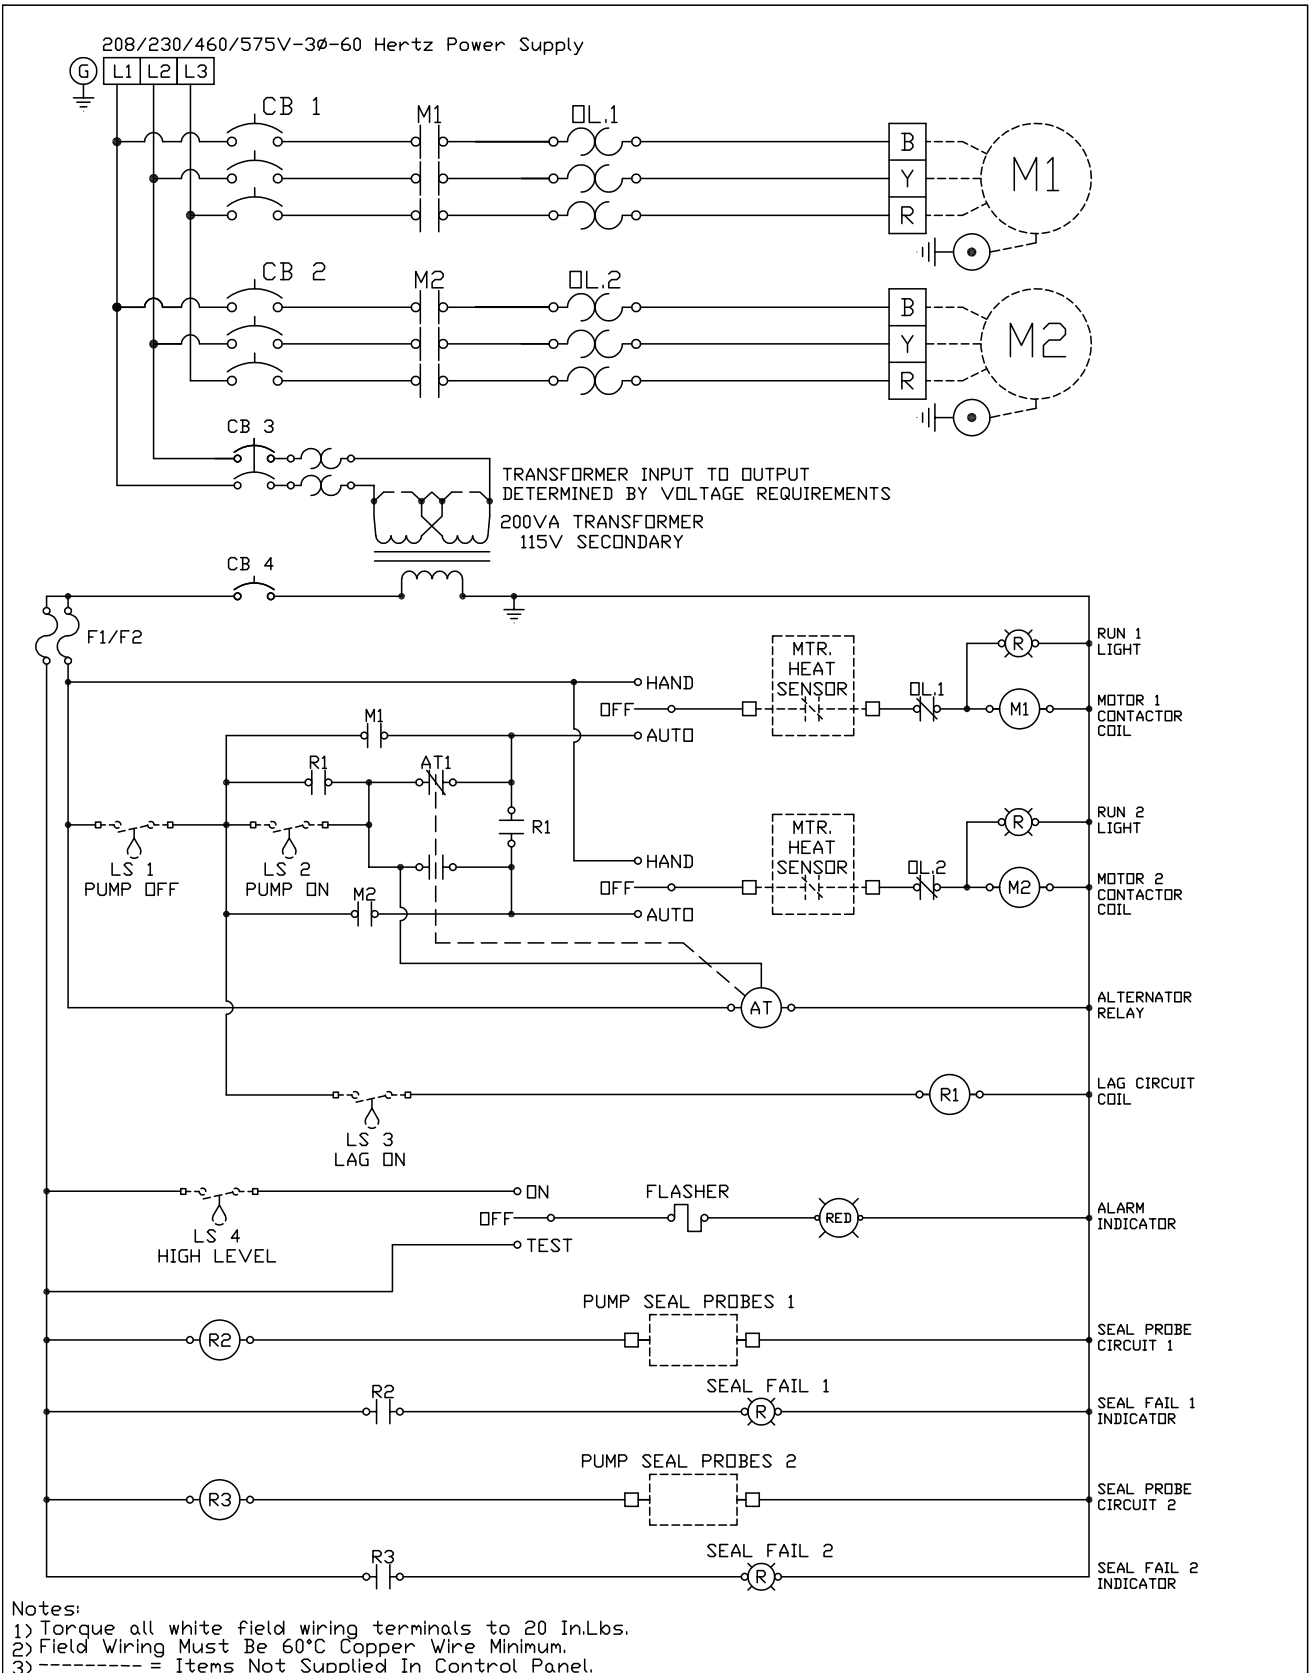 208/230/460/575V-3Ø-60 Hertz Power Supply
G L1 L2 L3
CB 1
M1
OL.1
B
Y
R
M1
CB 2
M2
OL.2
B
Y
R
M2
CB 3
TRANSFORMER INPUT TO OUTPUT
DETERMINED BY VOLTAGE REQUIREMENTS
200VA TRANSFORMER
115V SECONDARY
CB 4
F1/F2
MTR.
HEAT
SENSOR
R
RUN 1
LIGHT
HAND
OFF
AUTO
OL.1
M1
MOTOR 1
CONTACTOR
COIL
M1
R1
AT1
R1
LS 1
PUMP OFF
LS 2
PUMP ON
M2
MTR.
HEAT
SENSOR
R
RUN 2
LIGHT
HAND
OFF
AUTO
OL.2
M2
MOTOR 2
CONTACTOR
COIL
AT
ALTERNATOR
RELAY
LS 3
LAG ON
R1
LAG CIRCUIT
COIL
LS 4
HIGH LEVEL
ON
OFF
TEST
FLASHER
RED
ALARM
INDICATOR
PUMP SEAL PROBES 1
R2
SEAL PROBE
CIRCUIT 1
R2
SEAL FAIL 1
R
SEAL FAIL 1
INDICATOR
PUMP SEAL PROBES 2
R3
SEAL PROBE
CIRCUIT 2
R3
SEAL FAIL 2
R
SEAL FAIL 2
INDICATOR
Notes:
1) Torque all white field wiring terminals to 20 In.Lbs.
2) Field Wiring Must Be 60°C Copper Wire Minimum.
3) --------- = Items Not Supplied In Control Panel.